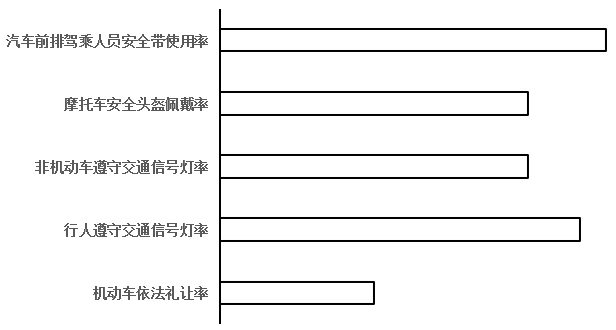 汽车前排驾乘人员安全带使用率
摩托车安全头盔佩戴率
非机动车遵守交通信号灯率
行人遵守交通信号灯率
机动车依法礼让率